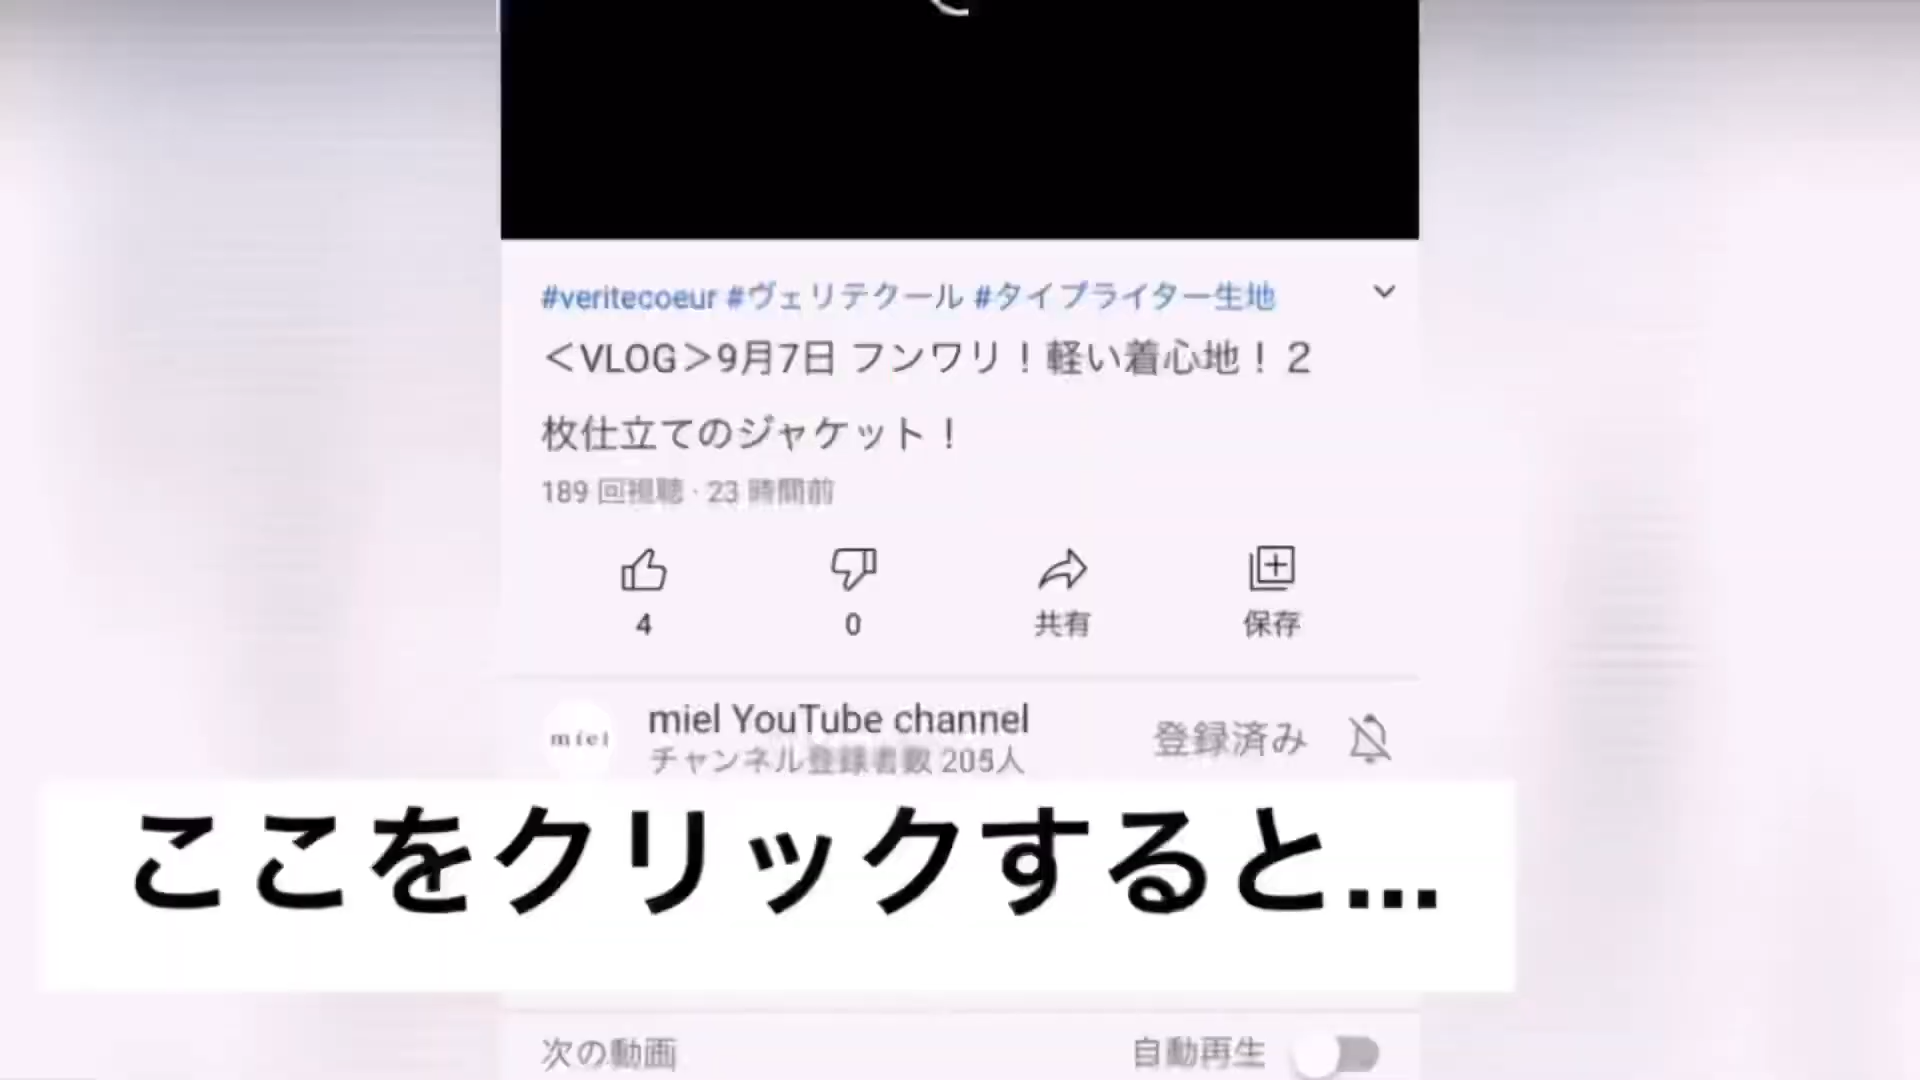 #veritecoeur #ヴェリテクール #タイプライター生地
＜VLOG＞9月7日 フンワリ！軽い着心地！２
枚仕立てのジャケット！
189 回視聴 · 23 時間前
4
0
共有
保存
miel
miel YouTube channel
登録済み
チャンネル登録者数 205人
ここをクリックすると...
次の動画
自動再生